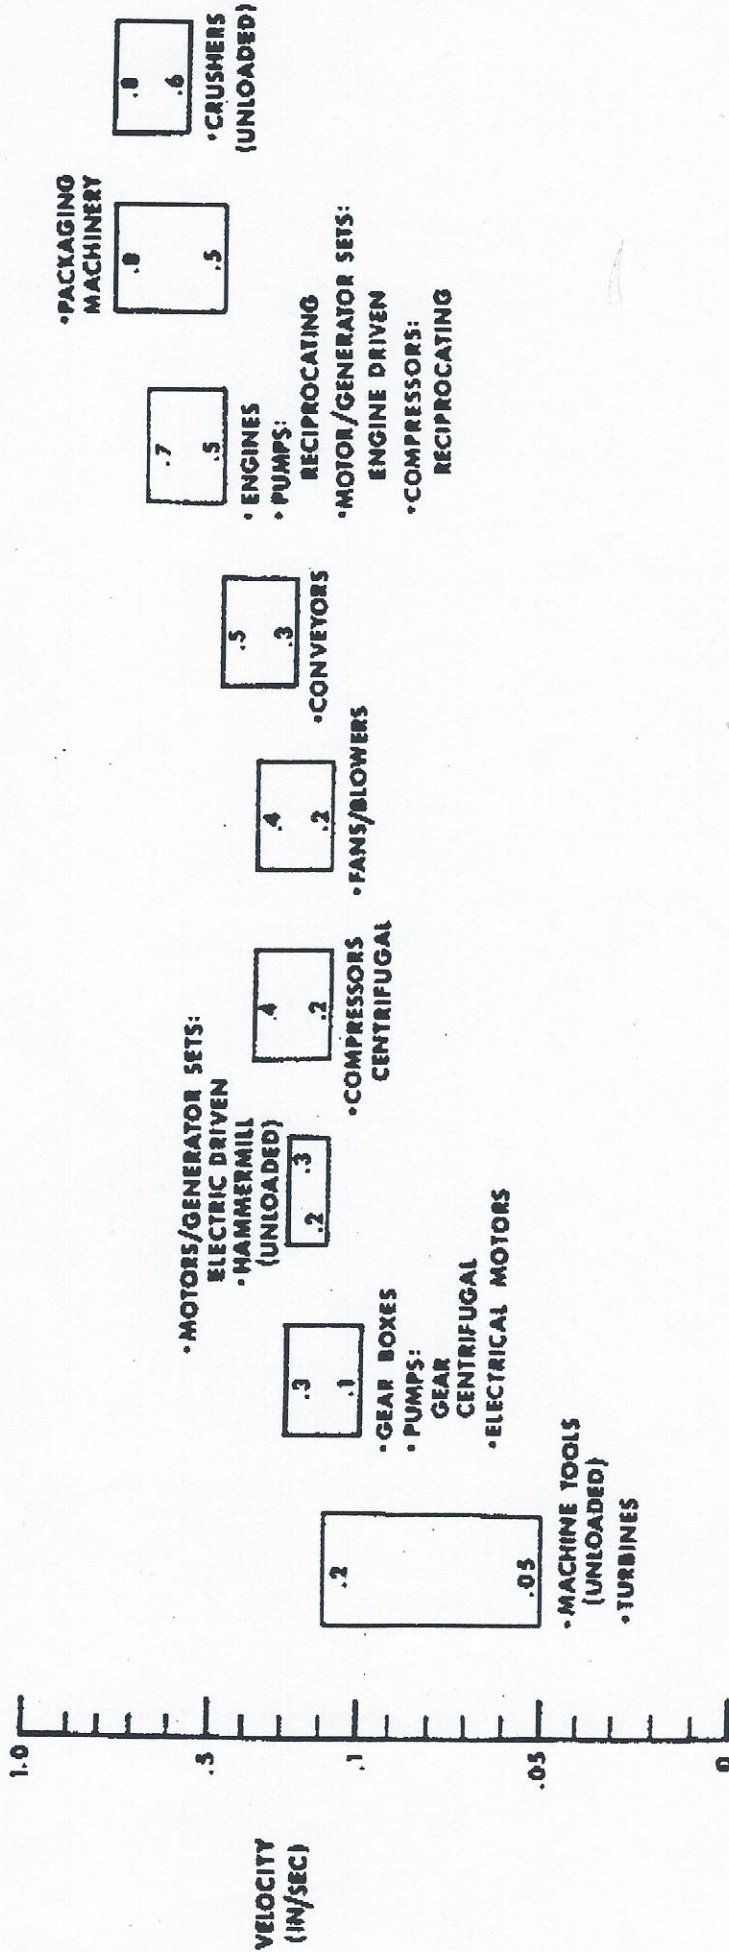 VELOCITY
(IN/SEC)
1.0
.5
.1
.05
0
.2
.05
•MACHINE TOOLS
(UNLOADED)
•TURBINES
.3
.1
•GEAR BOXES
•PUMPS:
GEAR
CENTRIFUGAL
•ELECTRICAL MOTORS
•MOTORS/GENERATOR SETS:
ELECTRIC DRIVEN
•HAMMERMILL
(UNLOADED)
.2 .3
.4
.2
•COMPRESSORS
CENTRIFUGAL
.4
.2
•FANS/BLOWERS
.5
.3
•CONVEYORS
.7
.5
•ENGINES
•PUMPS:
RECIPROCATING
•MOTOR/GENERATOR SETS:
ENGINE DRIVEN
•COMPRESSORS:
RECIPROCATING
•PACKAGING
MACHINERY
.8
.5
.8
.6
•CRUSHERS
(UNLOADED)